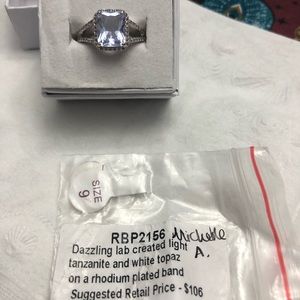 SIZE
9
RBP2156 Michelle
A.
Dazzling lab created light
tanzanite and white topaz
on a rhodium plated band
Suggested Retail Price - $106